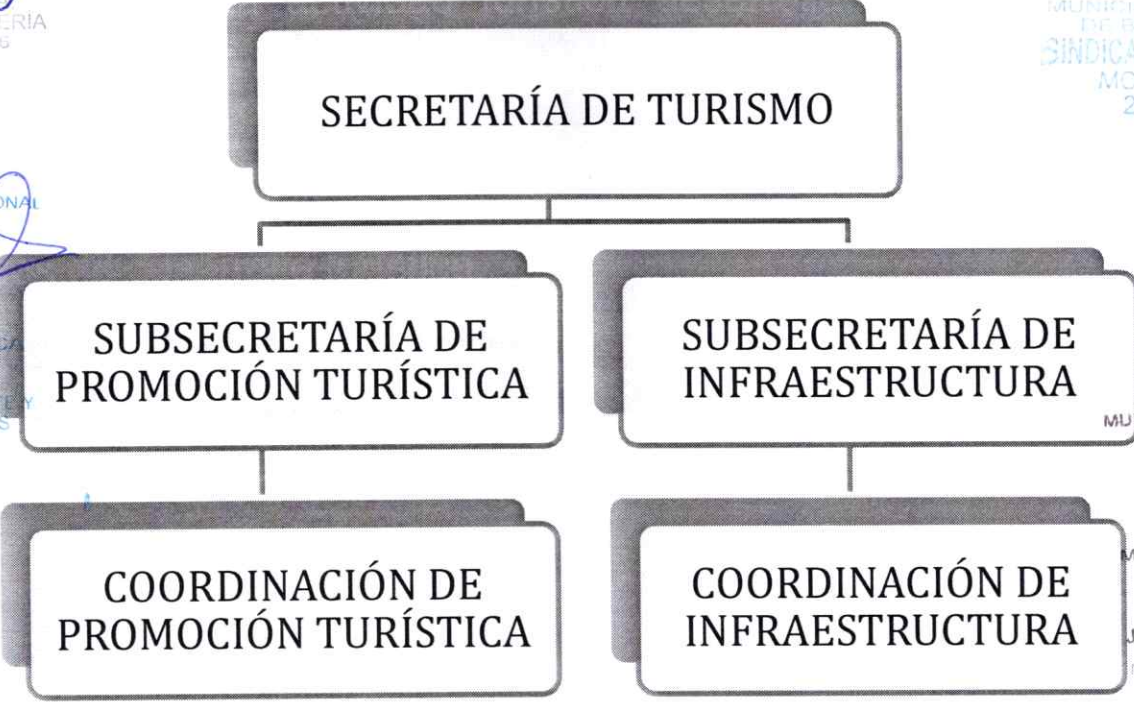 SECRETARÍA DE TURISMO
SUBSECRETARÍA DE
PROMOCIÓN TURÍSTICA
SUBSECRETARÍA DE
INFRAESTRUCTURA
COORDINACIÓN DE
PROMOCIÓN TURÍSTICA
COORDINACIÓN DE
INFRAESTRUCTURA